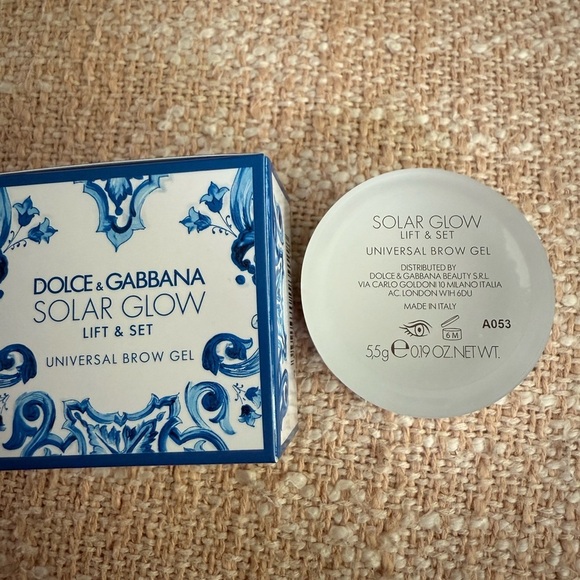 DOLCE & GABBANA
SOLAR GLOW
LIFT & SET
UNIVERSAL BROW GEL
SOLAR GLOW
LIFT & SET
UNIVERSAL BROW GEL
DISTRIBUTED BY
DOLCE & GABBANA BEAUTY S.R.L.
VIA CARLO GOLDONI 10 MILANO ITALIA
AC. LONDON W1H 6DU
MADE IN ITALY
A053
6M
5.5g e 0.19 OZ. NET WT.